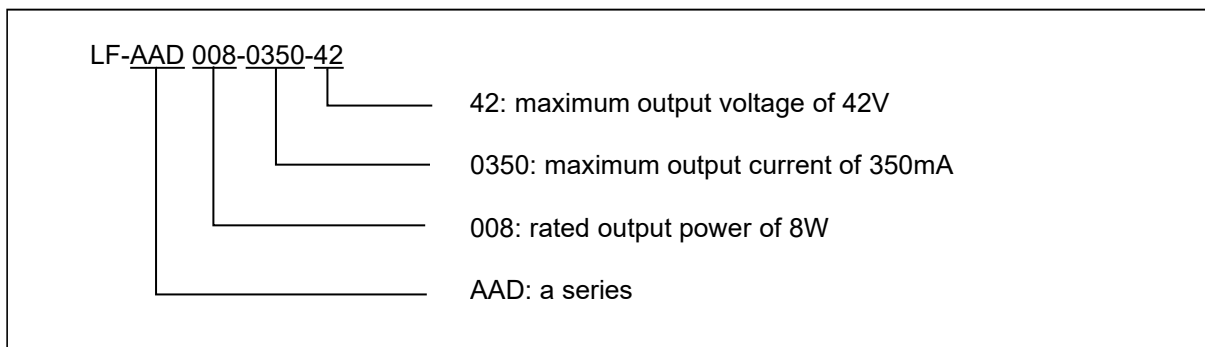 LF-AAD 008-0350-42
42: maximum output voltage of 42V
0350: maximum output current of 350mA
008: rated output power of 8W
AAD: a series